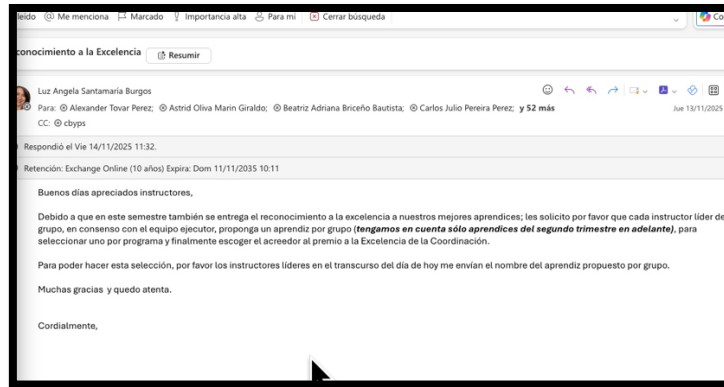 leído @ Me menciona Marcado Importancia alta Para mí Cerrar búsqueda Co
conocimiento a la Excelencia Resumir
Luz Angela Santamaria Burgos
Para: Alexander Tovar Perez; Astrid Oliva Marin Giraldo; Beatriz Adriana Briceño Bautista; Carlos Julio Pereira Perez; y 52 más Jue 13/11/2025
CC: cbyps
Respondió el Vie 14/11/2025 11:32.
Retención: Exchange Online (10 años) Expira: Dom 11/11/2035 10:11
Buenos días apreciados instructores,
Debido a que en este semestre también se entrega el reconocimiento a la excelencia a nuestros mejores aprendices; les solicito por favor que cada instructor líder de
grupo, en consenso con el equipo ejecutor, proponga un aprendiz por grupo (tengamos en cuenta sólo aprendices del segundo trimestre en adelante), para
seleccionar uno por programa y finalmente escoger el acreedor al premio a la Excelencia de la Coordinación.
Para poder hacer esta selección, por favor los instructores líderes en el transcurso del día de hoy me envían el nombre del aprendiz propuesto por grupo.
Muchas gracias y quedo atenta.
Cordialmente,